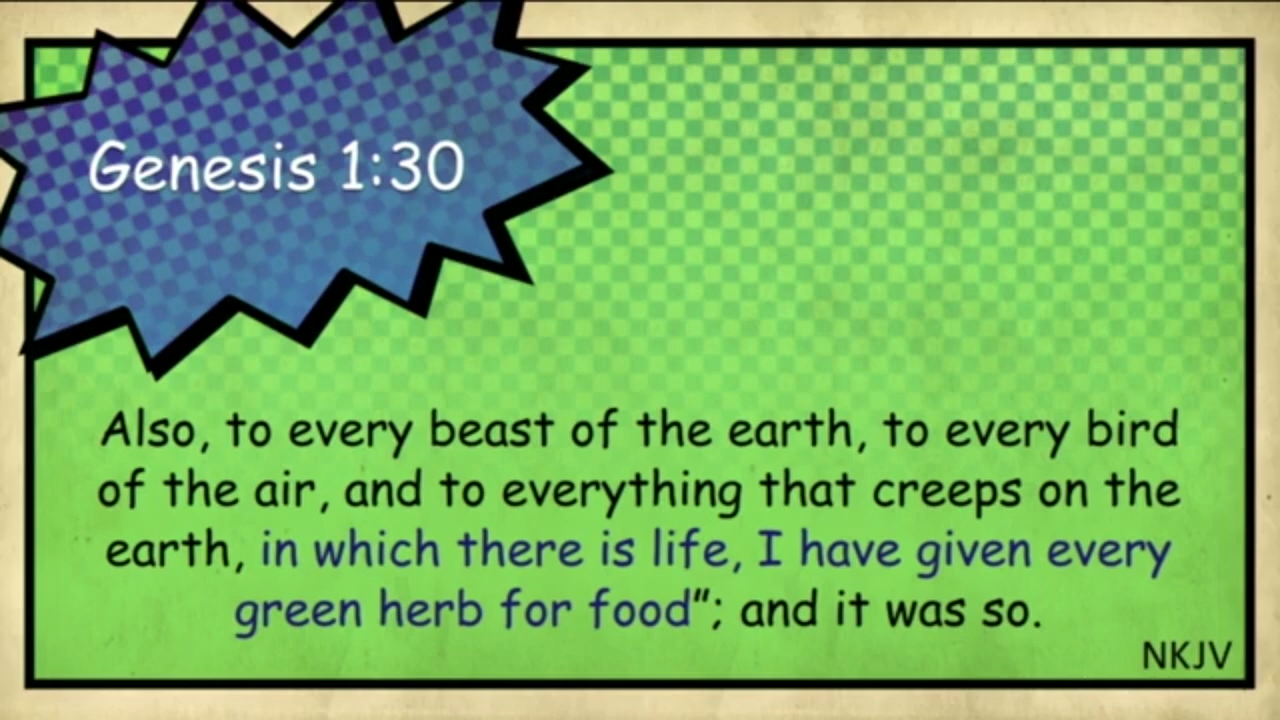 Genesis 1:30
Also, to every beast of the earth, to every bird
of the air, and to everything that creeps on the
earth, in which there is life, I have given every
green herb for food”; and it was so.
NKJV